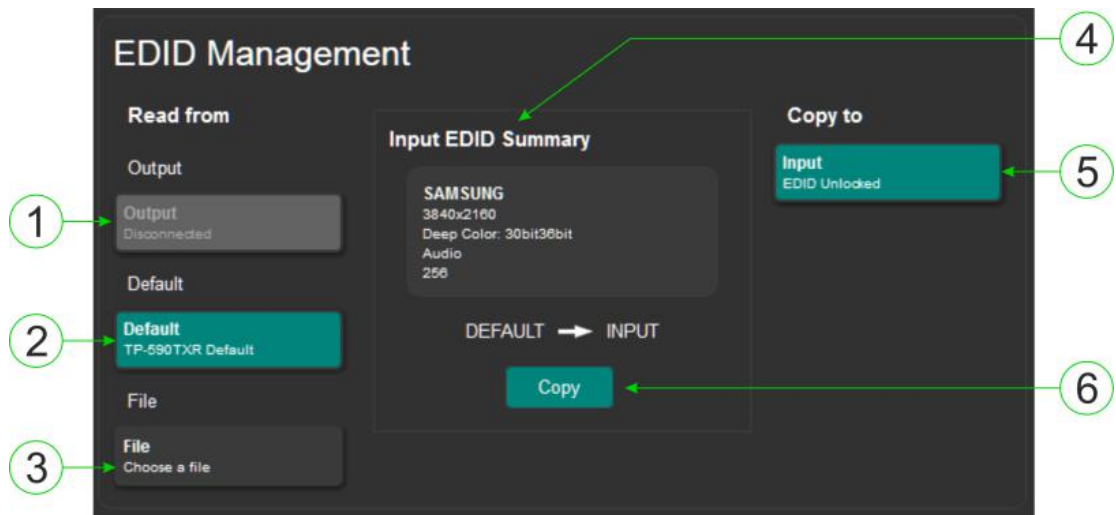 EDID Management
4
Read from
Input EDID Summary
Copy to
Output
SAMSUNG
3840x2160
Deep Color: 30bit36bit
Audio
256
Input
EDID Unlocked
5
1
Output
Disconnected
Default
2
Default
TP-590TXR Default
DEFAULT → INPUT
File
Copy
6
3
File
Choose a file